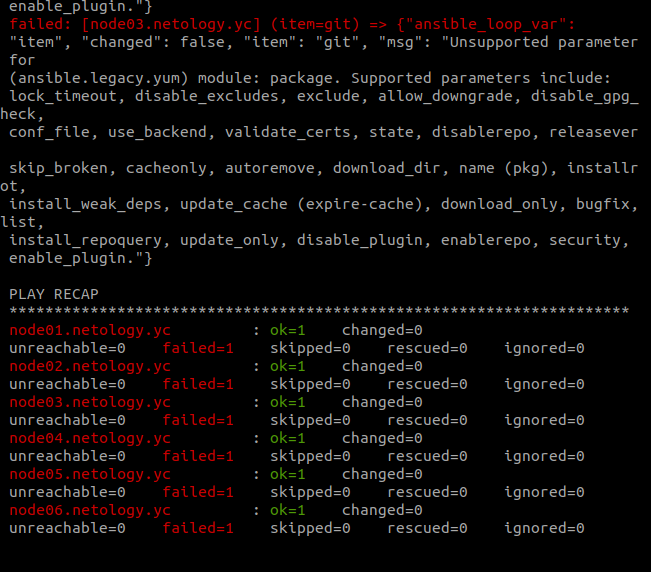 enable_plugin."}
failed: [node03.netology.yc] (item=git) => {"ansible_loop_var":
"item", "changed": false, "item": "git", "msg": "Unsupported parameter
for
(ansible.legacy.yum) module: package. Supported parameters include:
lock_timeout, disable_excludes, exclude, allow_downgrade, disable_gpg_
heck,
conf_file, use_backend, validate_certs, state, disablerepo, releasever
skip_broken, cacheonly, autoremove, download_dir, name (pkg), installr
ot,
install_weak_deps, update_cache (expire-cache), download_only, bugfix,
list,
install_repoquery, update_only, disable_plugin, enablerepo, security,
enable_plugin."}
PLAY RECAP
*********************************************************************
node01.netology.yc : ok=1 changed=0
unreachable=0 failed=1 skipped=0 rescued=0 ignored=0
node02.netology.yc : ok=1 changed=0
unreachable=0 failed=1 skipped=0 rescued=0 ignored=0
node03.netology.yc : ok=1 changed=0
unreachable=0 failed=1 skipped=0 rescued=0 ignored=0
node04.netology.yc : ok=1 changed=0
unreachable=0 failed=1 skipped=0 rescued=0 ignored=0
node05.netology.yc : ok=1 changed=0
unreachable=0 failed=1 skipped=0 rescued=0 ignored=0
node06.netology.yc : ok=1 changed=0
unreachable=0 failed=1 skipped=0 rescued=0 ignored=0